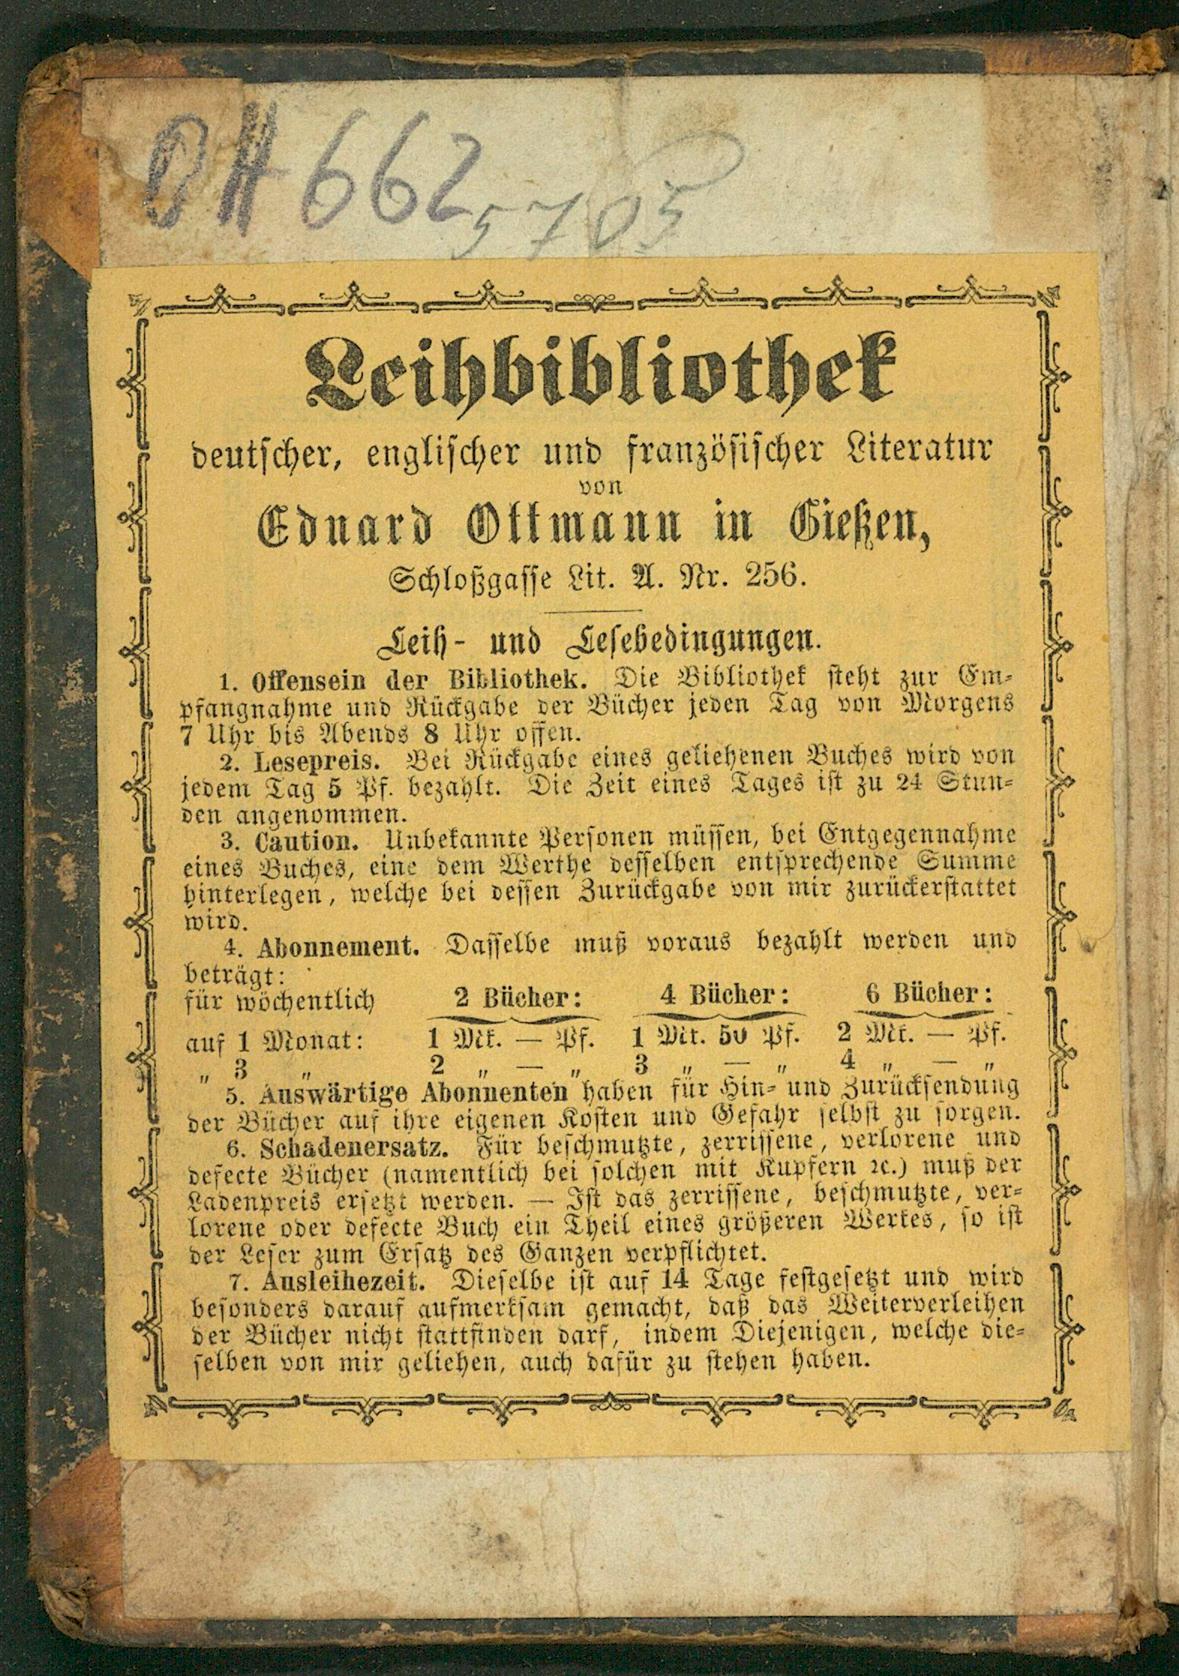 DH 662
5705
Leihbibliothek
deutscher, englischer und französischer Literatur
von
Eduard Ottmann in Gießen,
Schloßgasse Lit. A. Nr. 256.
Leih- und Lesebedingungen.
1. Offensein der Bibliothek. Die Bibliothek steht zur Em-
pfangnahme und Rückgabe der Bücher jeden Tag von Morgens
7 Uhr bis Abends 8 Uhr offen.
2. Lesepreis. Bei Rückgabe eines geliehenen Buches wird von
jedem Tag 5 Pf. bezahlt. Die Zeit eines Tages ist zu 24 Stun-
den angenommen.
3. Caution. Unbekannte Personen müssen, bei Entgegennahme
eines Buches, eine dem Werthe desselben entsprechende Summe
hinterlegen, welche bei dessen Zurückgabe von mir zurückerstattet
wird.
4. Abonnement. Dasselbe muß voraus bezahlt werden und
beträgt:
für wöchentlich 2 Bücher: 4 Bücher: 6 Bücher:
auf 1 Monat: 1 Mk. — Pf. 1 Mk. 50 Pf. 2 Mk. — Pf.
„ 3 „ 2 „ — „ 3 „ — „ 4 „ — „
5. Auswärtige Abonnenten haben für Hin- und Zurücksendung
der Bücher auf ihre eigenen Kosten und Gefahr selbst zu sorgen.
6. Schadenersatz. Für beschmutzte, zerrissene, verlorene und
defecte Bücher (namentlich bei solchen mit Kupfern ꝛc.) muß der
Ladenpreis ersetzt werden. — Ist das zerrissene, beschmutzte, ver-
lorene oder defecte Buch ein Theil eines größeren Werkes, so ist
der Leser zum Ersatz des Ganzen verpflichtet.
7. Ausleihezeit. Dieselbe ist auf 14 Tage festgesetzt und wird
besonders darauf aufmerksam gemacht, daß das Weiterverleihen
der Bücher nicht stattfinden darf, indem Diejenigen, welche die-
selben von mir geliehen, auch dafür zu stehen haben.